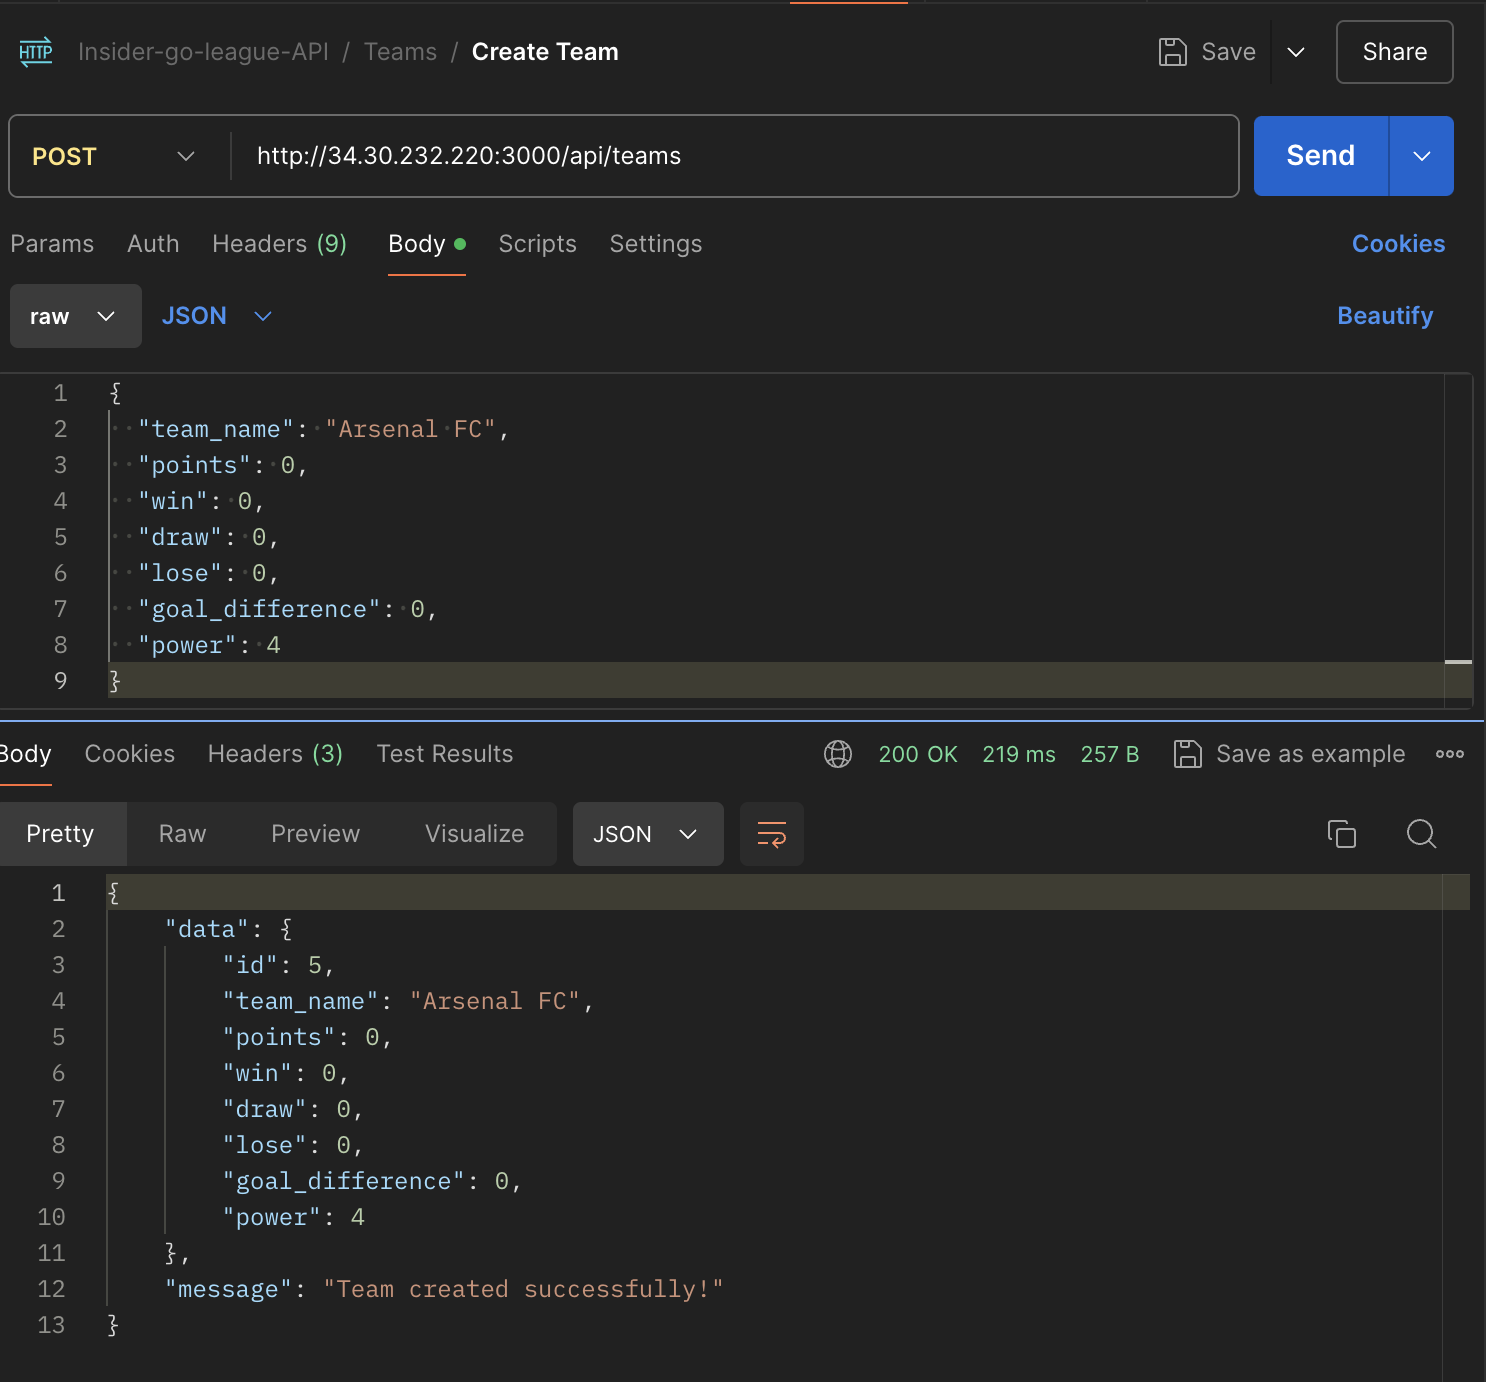 HTTP Insider-go-league-API / Teams / Create Team Save Share
POST http://34.30.232.220:3000/api/teams Send
Params Auth Headers (9) Body Scripts Settings Cookies
raw JSON Beautify
1 {
2 "team_name": "Arsenal FC",
3 "points": 0,
4 "win": 0,
5 "draw": 0,
6 "lose": 0,
7 "goal_difference": 0,
8 "power": 4
9 }
Body Cookies Headers (3) Test Results 200 OK 219 ms 257 B Save as example
Pretty Raw Preview Visualize JSON
1 {
2 "data": {
3 "id": 5,
4 "team_name": "Arsenal FC",
5 "points": 0,
6 "win": 0,
7 "draw": 0,
8 "lose": 0,
9 "goal_difference": 0,
10 "power": 4
11 },
12 "message": "Team created successfully!"
13 }